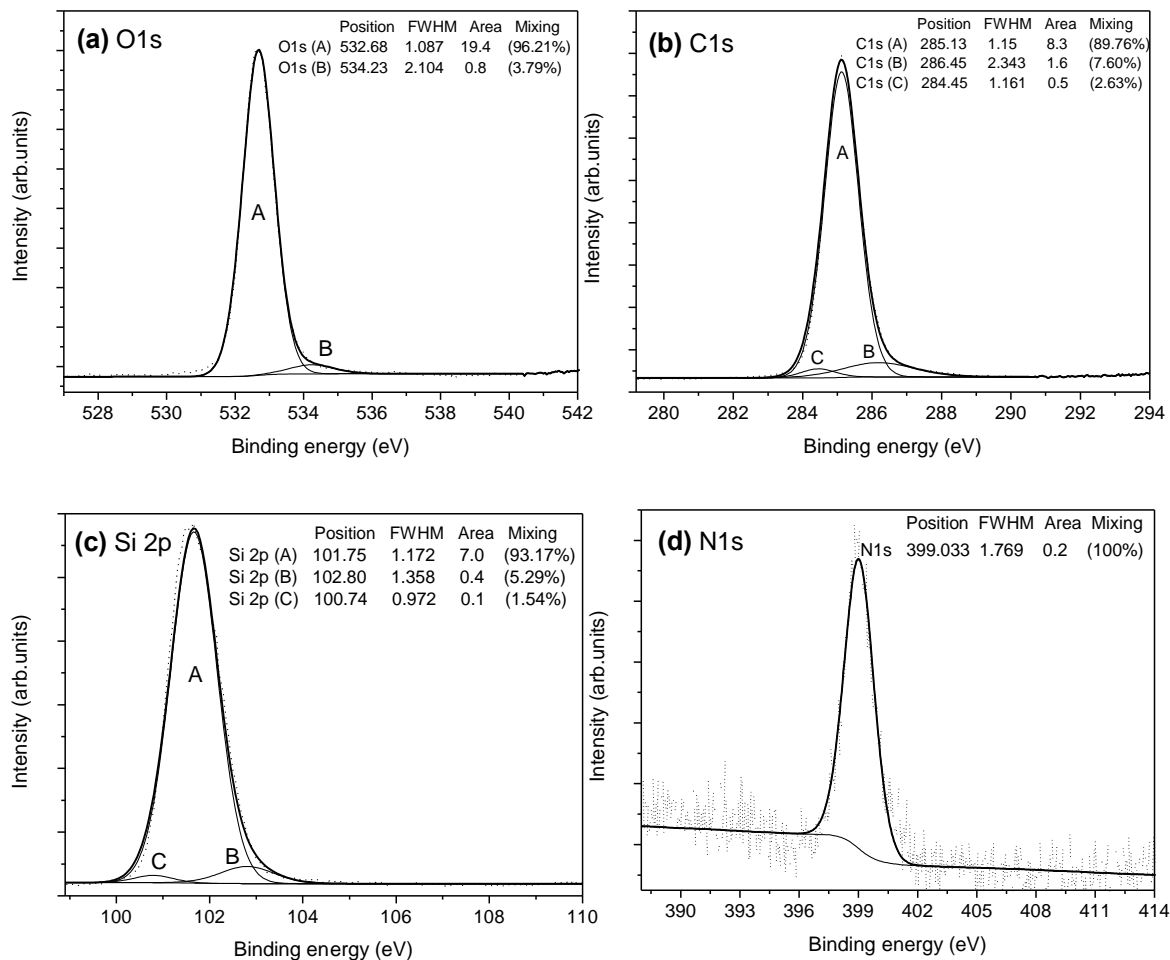 (a) O1s
Position FWHM Area Mixing
O1s (A) 532.68 1.087 19.4 (96.21%)
O1s (B) 534.23 2.104 0.8 (3.79%)
A
B
Intensity (arb.units)
528 530 532 534 536 538 540 542
Binding energy (eV)
(b) C1s
Position FWHM Area Mixing
C1s (A) 285.13 1.15 8.3 (89.76%)
C1s (B) 286.45 2.343 1.6 (7.60%)
C1s (C) 284.45 1.161 0.5 (2.63%)
A
C
B
Intensity (arb.units)
280 282 284 286 288 290 292 294
Binding energy (eV)
(c) Si 2p
Position FWHM Area Mixing
Si 2p (A) 101.75 1.172 7.0 (93.17%)
Si 2p (B) 102.80 1.358 0.4 (5.29%)
Si 2p (C) 100.74 0.972 0.1 (1.54%)
A
C
B
Intensity (arb.units)
100 102 104 106 108 110
Binding energy (eV)
(d) N1s
Position FWHM Area Mixing
N1s 399.033 1.769 0.2 (100%)
Intensity (arb.units)
390 393 396 399 402 405 408 411 414
Binding energy (eV)